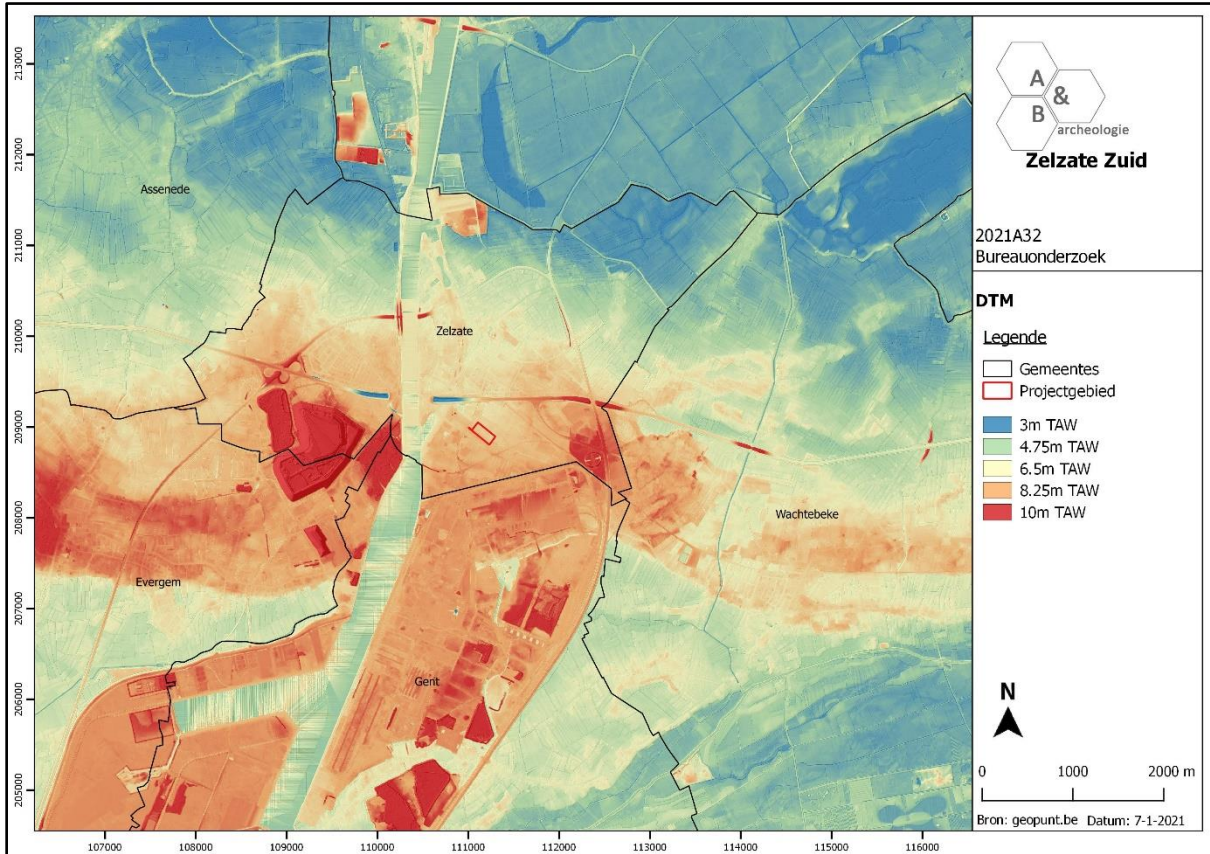 213000
212000
211000
210000
209000
208000
207000
206000
205000
107000 108000 109000 110000 111000 112000 113000 114000 115000 116000
Assenede
Zelzate
Wachtebeke
Evergem
Gent
A
&
B
archeologie
Zelzate Zuid
2021A32
Bureauonderzoek
DTM
Legende
Gemeentes
Projectgebied
3m TAW
4.75m TAW
6.5m TAW
8.25m TAW
10m TAW
N
0 1000 2000 m
Bron: geopunt.be Datum: 7-1-2021